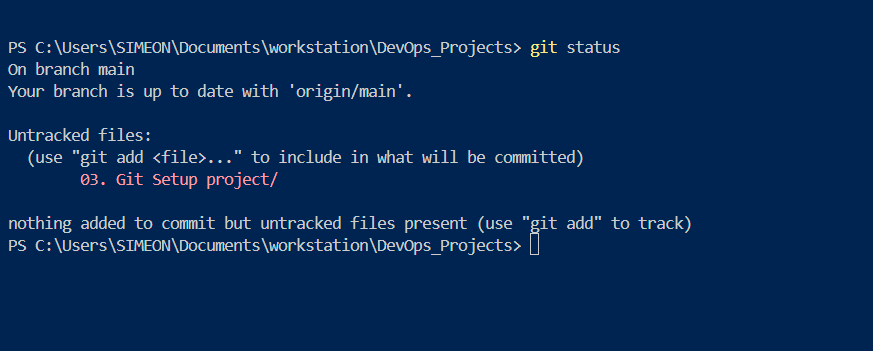 PS C:\Users\SIMEON\Documents\workstation\DevOps_Projects> git status
On branch main
Your branch is up to date with 'origin/main'.
Untracked files:
(use "git add <file>..." to include in what will be committed)
03. Git Setup project/
nothing added to commit but untracked files present (use "git add" to track)
PS C:\Users\SIMEON\Documents\workstation\DevOps_Projects>